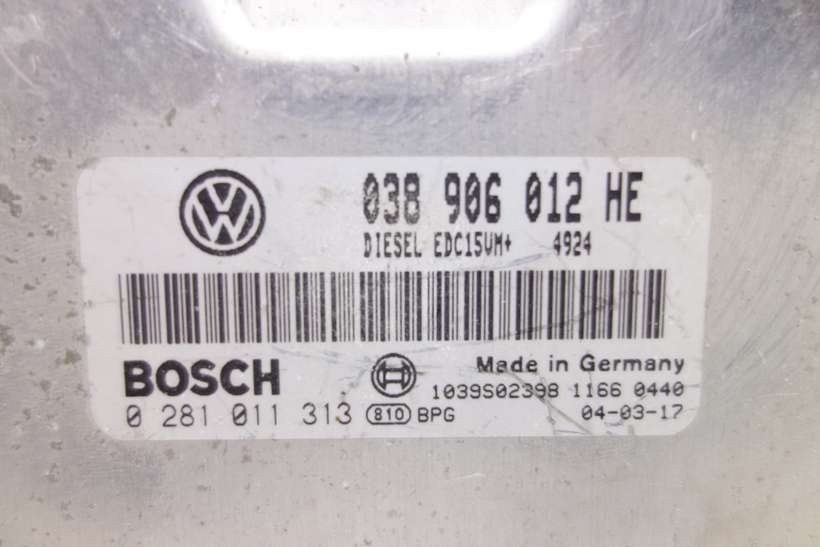 038 906 012 HE
DIESEL EDC15VM+ 4924
BOSCH
Made in Germany
1039S02398 1166 0440
0 281 011 313 810 BPG 04-03-17